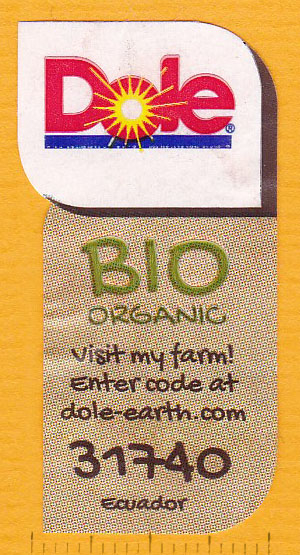 Dole®
BIO
ORGANIC
Visit my farm!
Enter code at
dole-earth.com
31740
Ecuador